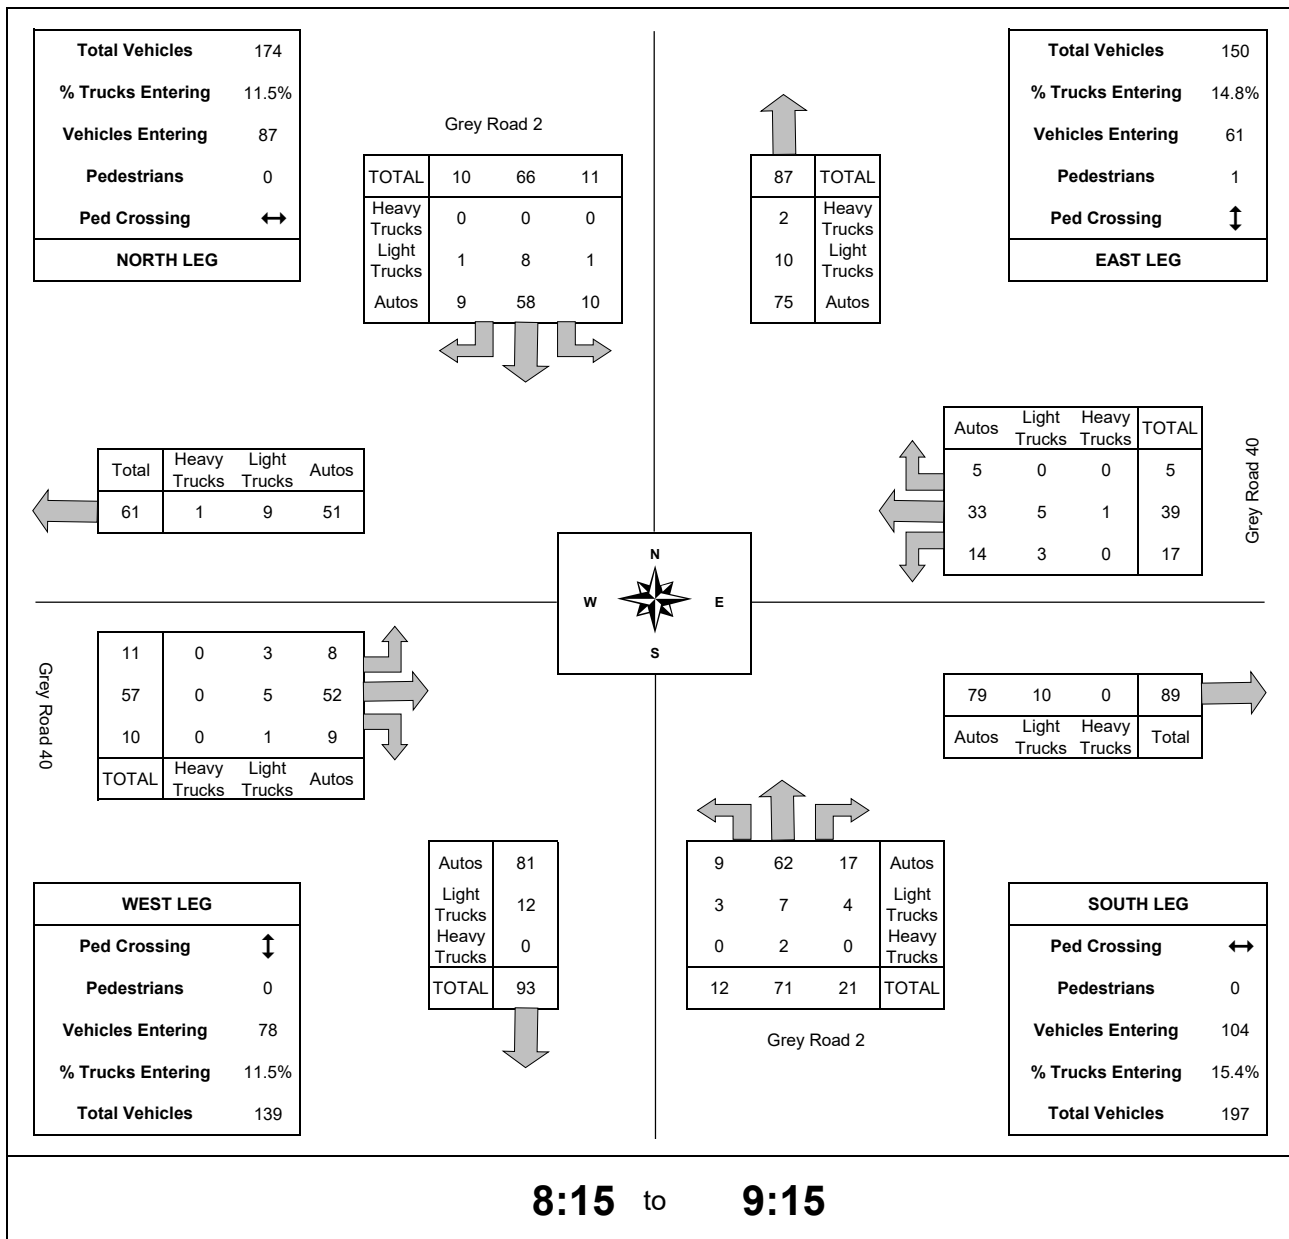 Total Vehicles 174
% Trucks Entering 11.5%
Vehicles Entering 87
Pedestrians 0
Ped Crossing
NORTH LEG
Grey Road 2
TOTAL 10 66 11
Heavy Trucks 0 0 0
Light Trucks 1 8 1
Autos 9 58 10
87 TOTAL
2 Heavy Trucks
10 Light Trucks
75 Autos
Total Vehicles 150
% Trucks Entering 14.8%
Vehicles Entering 61
Pedestrians 1
Ped Crossing
EAST LEG
Total Heavy Trucks Light Trucks Autos
61 1 9 51
Autos Light Trucks Heavy Trucks TOTAL
5 0 0 5
33 5 1 39
14 3 0 17
Grey Road 40
N
W E
S
Grey Road 40
11 0 3 8
57 0 5 52
10 0 1 9
TOTAL Heavy Trucks Light Trucks Autos
79 10 0 89
Autos Light Trucks Heavy Trucks Total
Autos 81
Light Trucks 12
Heavy Trucks 0
TOTAL 93
9 62 17 Autos
3 7 4 Light Trucks
0 2 0 Heavy Trucks
12 71 21 TOTAL
Grey Road 2
WEST LEG
Ped Crossing
Pedestrians 0
Vehicles Entering 78
% Trucks Entering 11.5%
Total Vehicles 139
SOUTH LEG
Ped Crossing
Pedestrians 0
Vehicles Entering 104
% Trucks Entering 15.4%
Total Vehicles 197
8:15 to 9:15